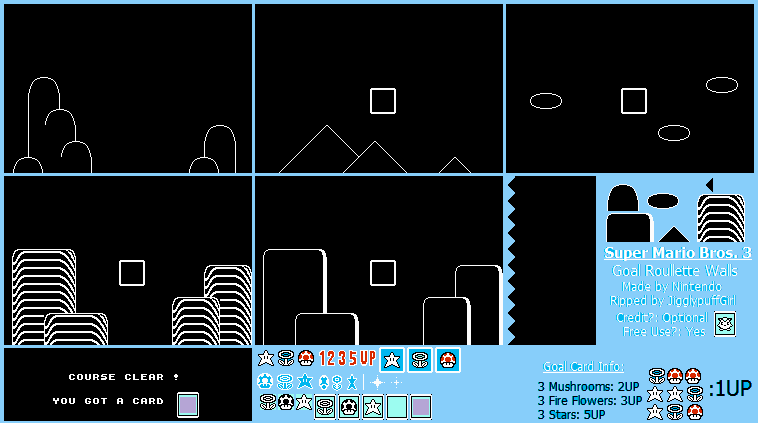 Super Mario Bros. 3
Goal Roulette Walls
Made by Nintendo
Ripped by JigglypuffGirl
Credit?: Optional
Free Use?: Yes
COURSE CLEAR !
YOU GOT A CARD
1235UP
Goal Card Info:
3 Mushrooms: 2UP
3 Fire Flowers: 3UP
3 Stars: 5UP
:1UP